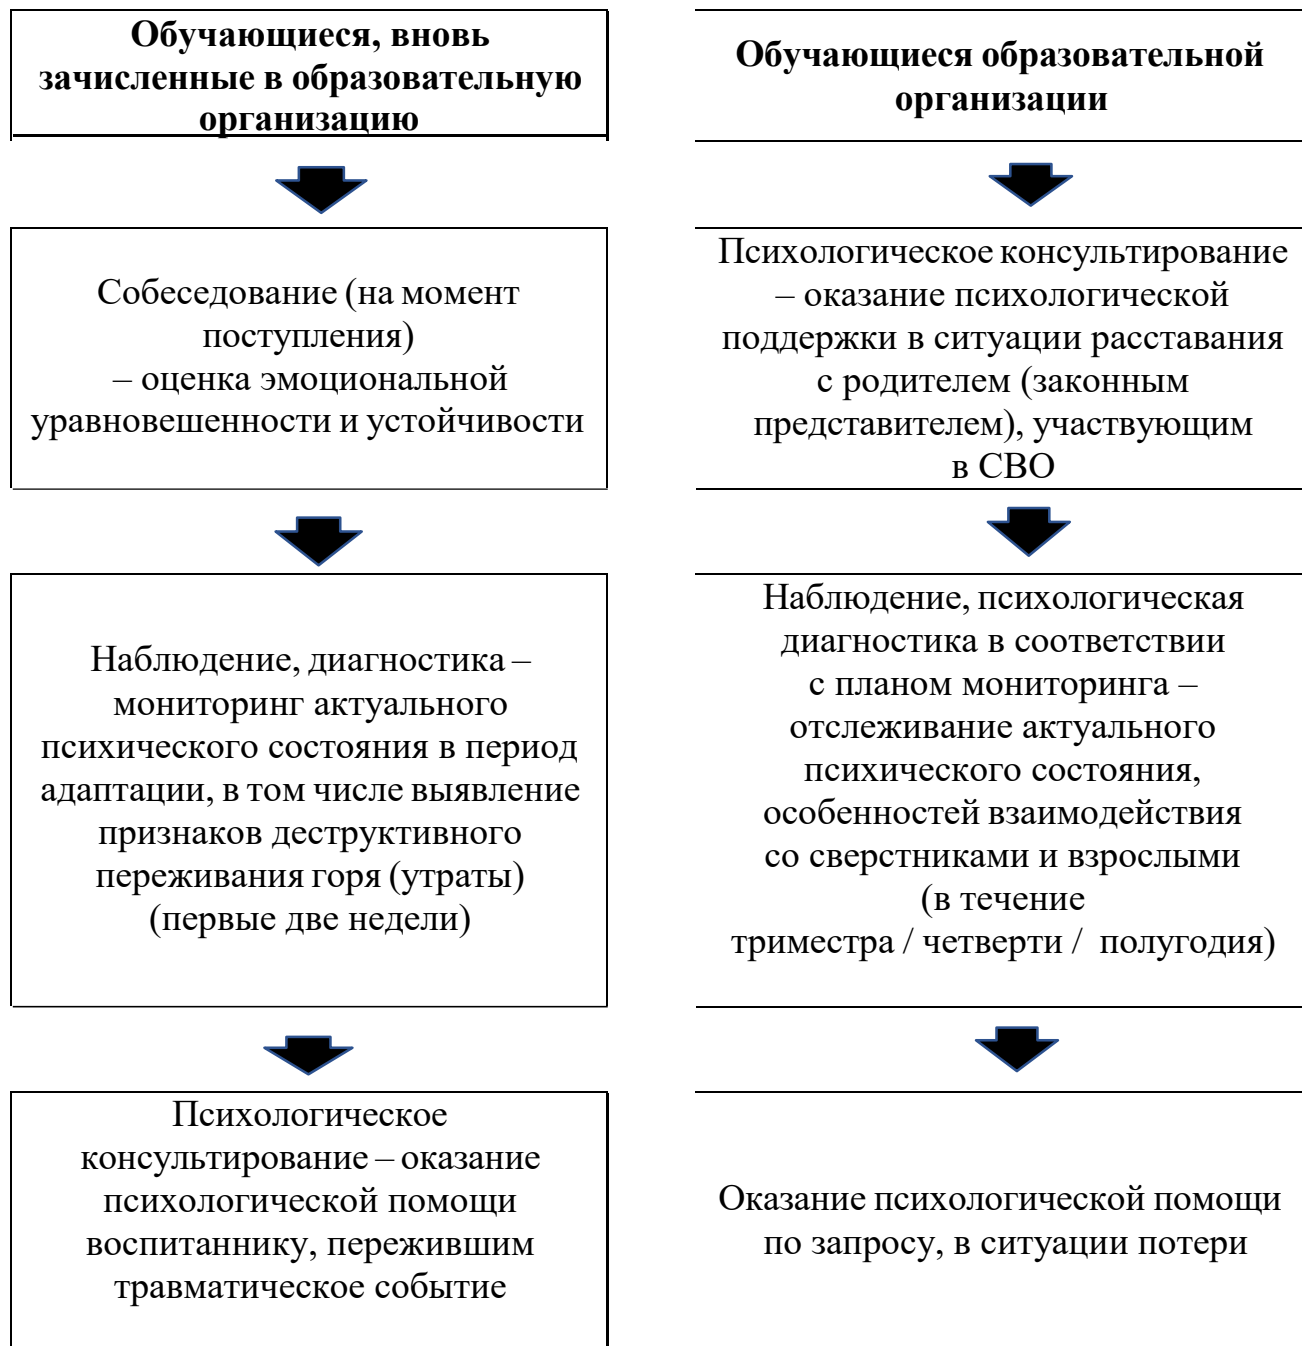 Обучающиеся, вновь
зачисленные в образовательную
организацию
Собеседование (на момент
поступления)
– оценка эмоциональной
уравновешенности и устойчивости
Наблюдение, диагностика –
мониторинг актуального
психического состояния в период
адаптации, в том числе выявление
признаков деструктивного
переживания горя (утраты)
(первые две недели)
Психологическое
консультирование – оказание
психологической помощи
воспитаннику, пережившим
травматическое событие
Обучающиеся образовательной
организации
Психологическое консультирование
– оказание психологической
поддержки в ситуации расставания
с родителем (законным
представителем), участвующим
в СВО
Наблюдение, психологическая
диагностика в соответствии
с планом мониторинга –
отслеживание актуального
психического состояния,
особенностей взаимодействия
со сверстниками и взрослыми
(в течение
триместра / четверти / полугодия)
Оказание психологической помощи
по запросу, в ситуации потери